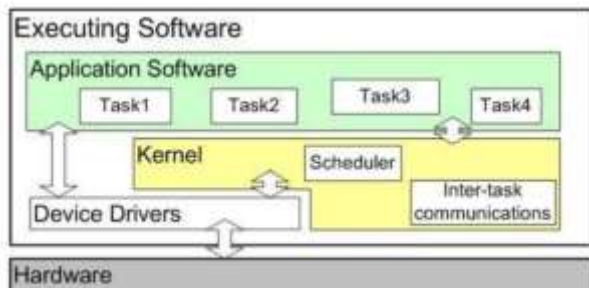 Executing Software
Application Software
Task1
Task2
Task3
Task4
Kernel
Scheduler
Inter-task
communications
Device Drivers
Hardware